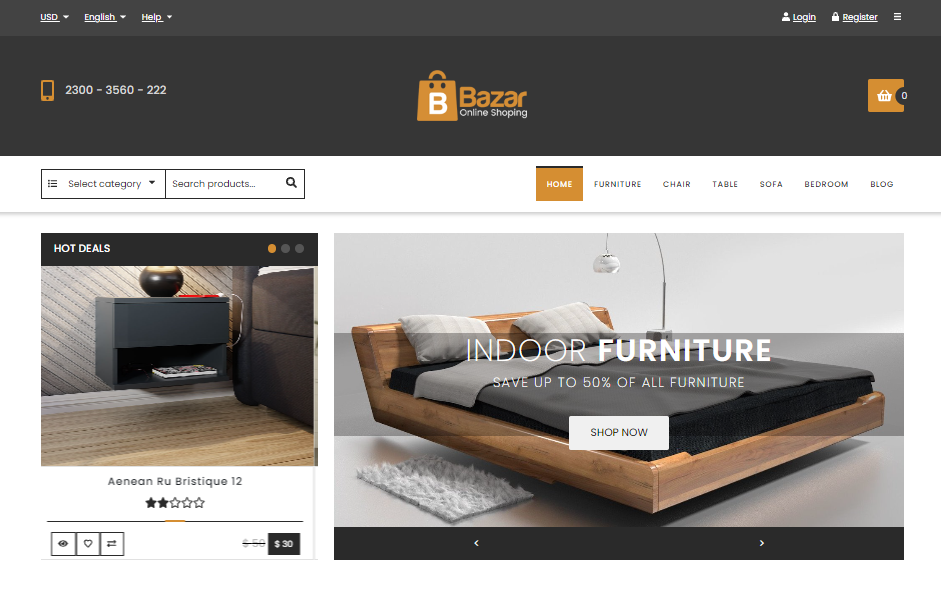 USD English Help Login Register
2300 - 3560 - 222
B Bazar
Online Shoping
0
Select category Search products...
HOME FURNITURE CHAIR TABLE SOFA BEDROOM BLOG
HOT DEALS
INDOOR FURNITURE
SAVE UP TO 50% OF ALL FURNITURE
SHOP NOW
Aenean Ru Bristique 12
$ 50 $ 30